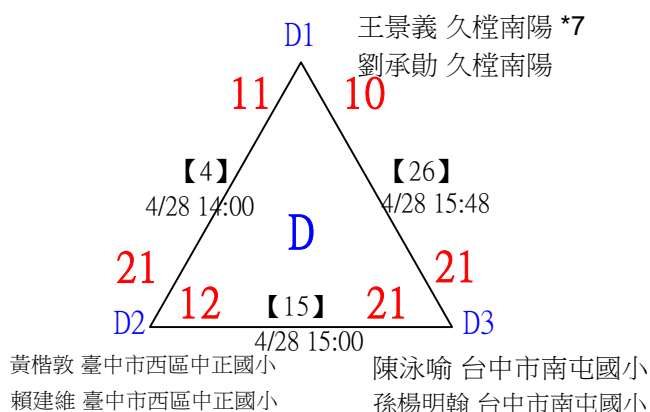 D1
王景義 久樘南陽 *7
劉承勛 久樘南陽
11
10
【4】
4/28 14:00
【26】
4/28 15:48
D
21
21
12
【15】
21
D2
4/28 15:00
D3
黃楷敦 臺中市西區中正國小
陳泳喻 台中市南屯國小
賴建維 臺中市西區中正國小
孫楊明翰 台中市南屯國小